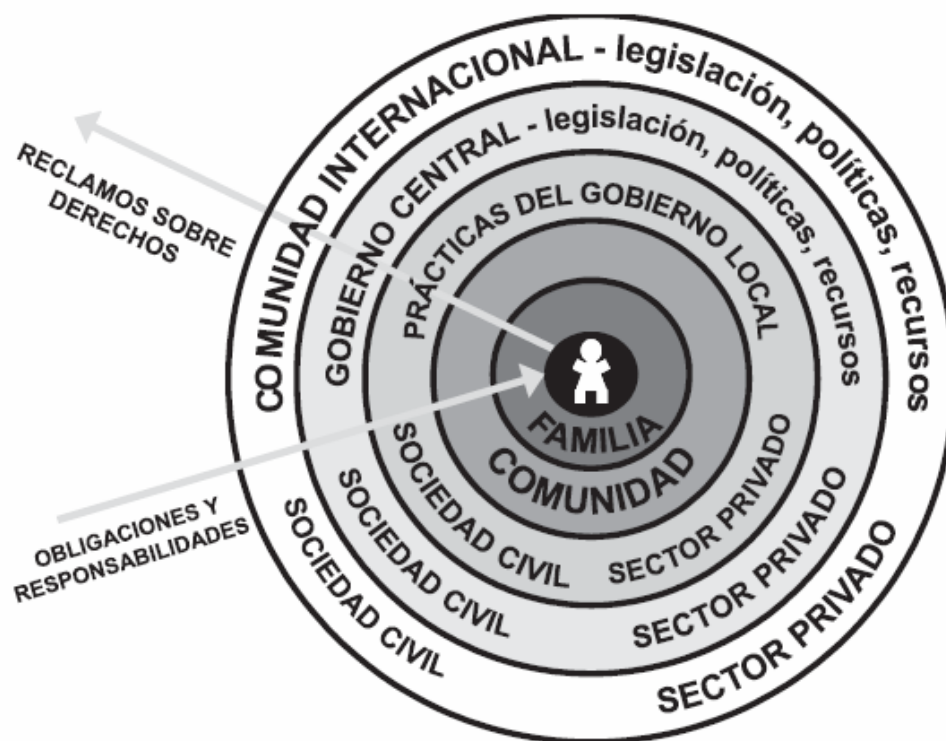 COMUNIDAD INTERNACIONAL - legislación, políticas, recursos
GOBIERNO CENTRAL - legislación, políticas, recursos
PRÁCTICAS DEL GOBIERNO LOCAL
RECLAMOS SOBRE
DERECHOS
FAMILIA
COMUNIDAD
OBLIGACIONES Y
RESPONSABILIDADES
SOCIEDAD CIVIL
SECTOR PRIVADO
SOCIEDAD CIVIL
SECTOR PRIVADO
SOCIEDAD CIVIL
SECTOR PRIVADO